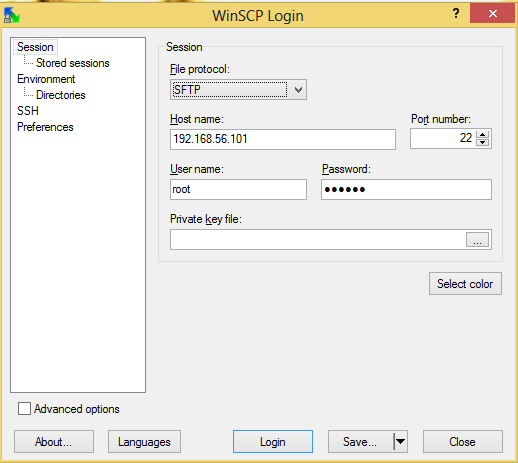 WinSCP Login
?
Session
Stored sessions
Environment
Directories
SSH
Preferences
Session
File protocol:
SFTP
Host name:
Port number:
192.168.56.101
22
User name:
Password:
root
●●●●●●
Private key file:
...
Select color
Advanced options
About...
Languages
Login
Save...
Close